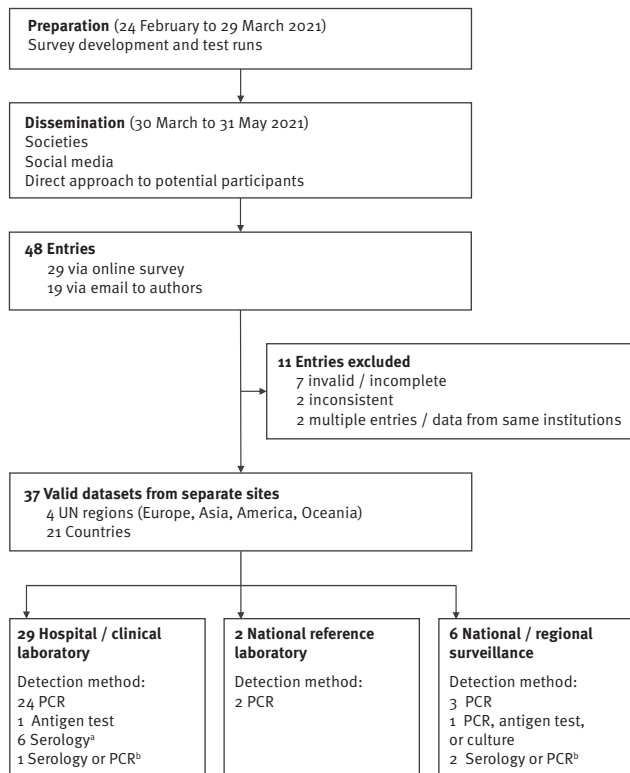 Preparation (24 February to 29 March 2021)
Survey development and test runs
Dissemination (30 March to 31 May 2021)
Societies
Social media
Direct approach to potential participants
48 Entries
29 via online survey
19 via email to authors
11 Entries excluded
7 invalid / incomplete
2 inconsistent
2 multiple entries / data from same institutions
37 Valid datasets from separate sites
4 UN regions (Europe, Asia, America, Oceania)
21 Countries
29 Hospital / clinical
laboratory
Detection method:
24 PCR
1 Antigen test
6 Serologyᵃ
1 Serology or PCRᵇ
2 National reference
laboratory
Detection method:
2 PCR
6 National / regional
surveillance
Detection method:
3 PCR
1 PCR, antigen test,
or culture
2 Serology or PCRᵇ